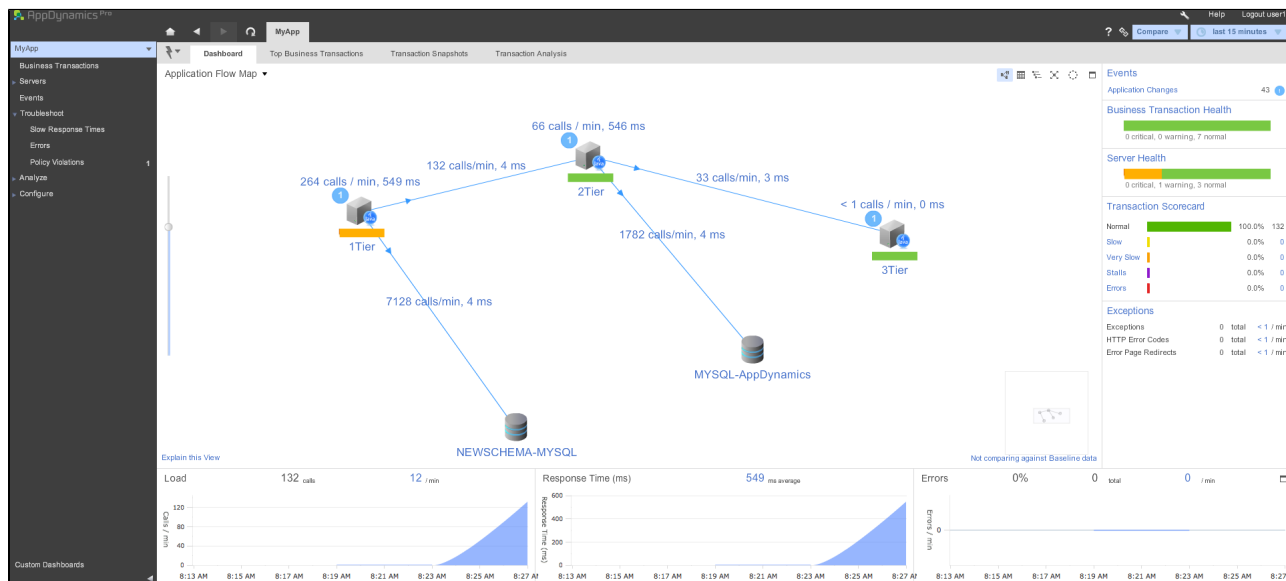 AppDynamics Pro
Help Logout user1
MyApp
? Compare last 15 minutes
MyApp
Dashboard Top Business Transactions Transaction Snapshots Transaction Analysis
Business Transactions
Servers
Events
Troubleshoot
Slow Response Times
Errors
Policy Violations 1
Analyze
Configure
Custom Dashboards
Application Flow Map
66 calls / min, 546 ms
1
2Tier
132 calls/min, 4 ms
264 calls / min, 549 ms
1
1Tier
33 calls/min, 3 ms
< 1 calls / min, 0 ms
1
3Tier
1782 calls/min, 4 ms
7128 calls/min, 4 ms
MYSQL-AppDynamics
NEWSCHEMA-MYSQL
Explain this View
Not comparing against Baseline data
Events
Application Changes 43
Business Transaction Health
0 critical, 0 warning, 7 normal
Server Health
0 critical, 1 warning, 3 normal
Transaction Scorecard
Normal 100.0% 132
Slow 0.0% 0
Very Slow 0.0% 0
Stalls 0.0% 0
Errors 0.0% 0
Exceptions
Exceptions 0 total < 1 / min
HTTP Error Codes 0 total < 1 / min
Error Page Redirects 0 total < 1 / min
Load 132 calls 12 / min
Calls / min
120
80
40
0
8:13 AM 8:15 AM 8:17 AM 8:19 AM 8:21 AM 8:23 AM 8:25 AM 8:27 AM
Response Time (ms) 549 ms average
Response Time (ms)
600
400
200
0
8:13 AM 8:15 AM 8:17 AM 8:19 AM 8:21 AM 8:23 AM 8:25 AM 8:27 AM
Errors 0% 0 total 0 / min
Errors / min
0
8:13 AM 8:15 AM 8:17 AM 8:19 AM 8:21 AM 8:23 AM 8:25 AM 8:27